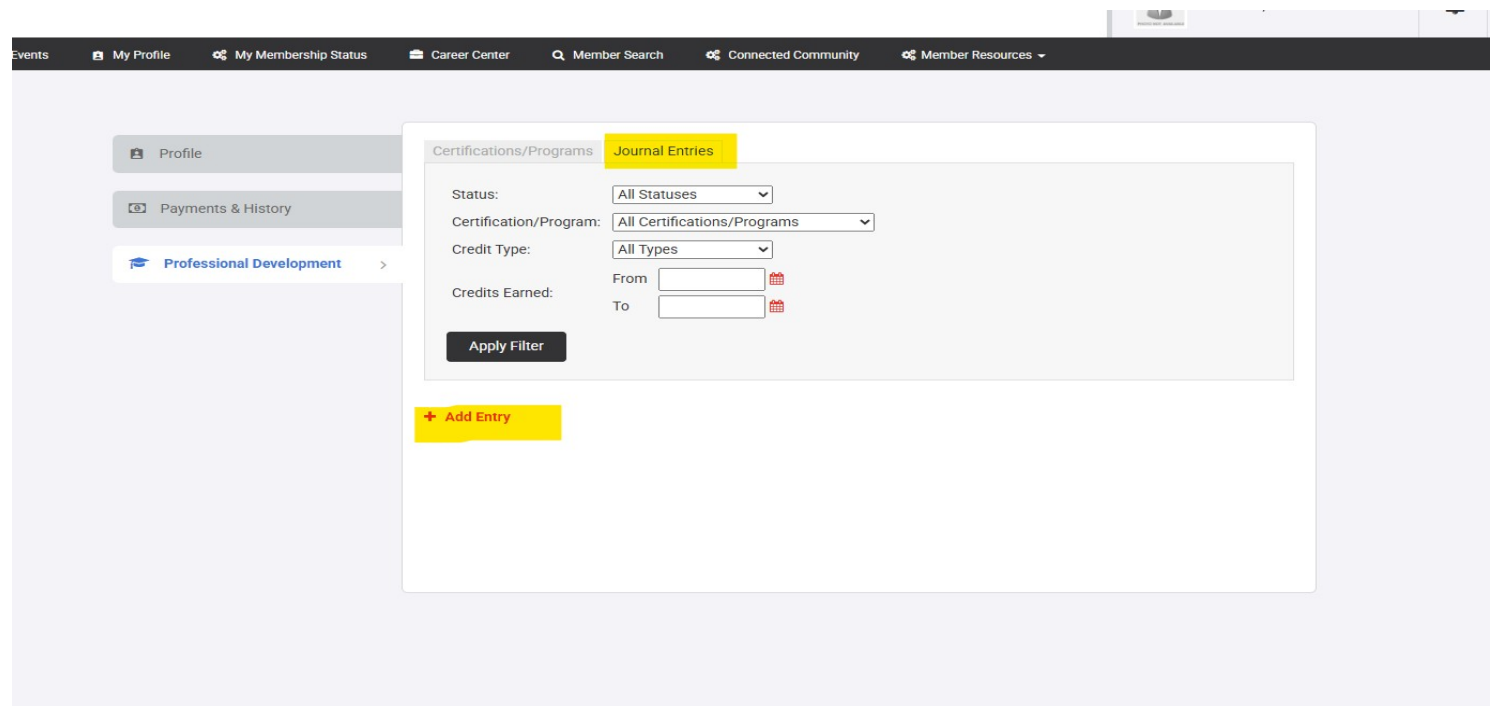 Events My Profile My Membership Status Career Center Member Search Connected Community Member Resources
Profile
Payments & History
Professional Development
Certifications/Programs Journal Entries
Status: All Statuses
Certification/Program: All Certifications/Programs
Credit Type: All Types
Credits Earned:
From
To
Apply Filter
+ Add Entry